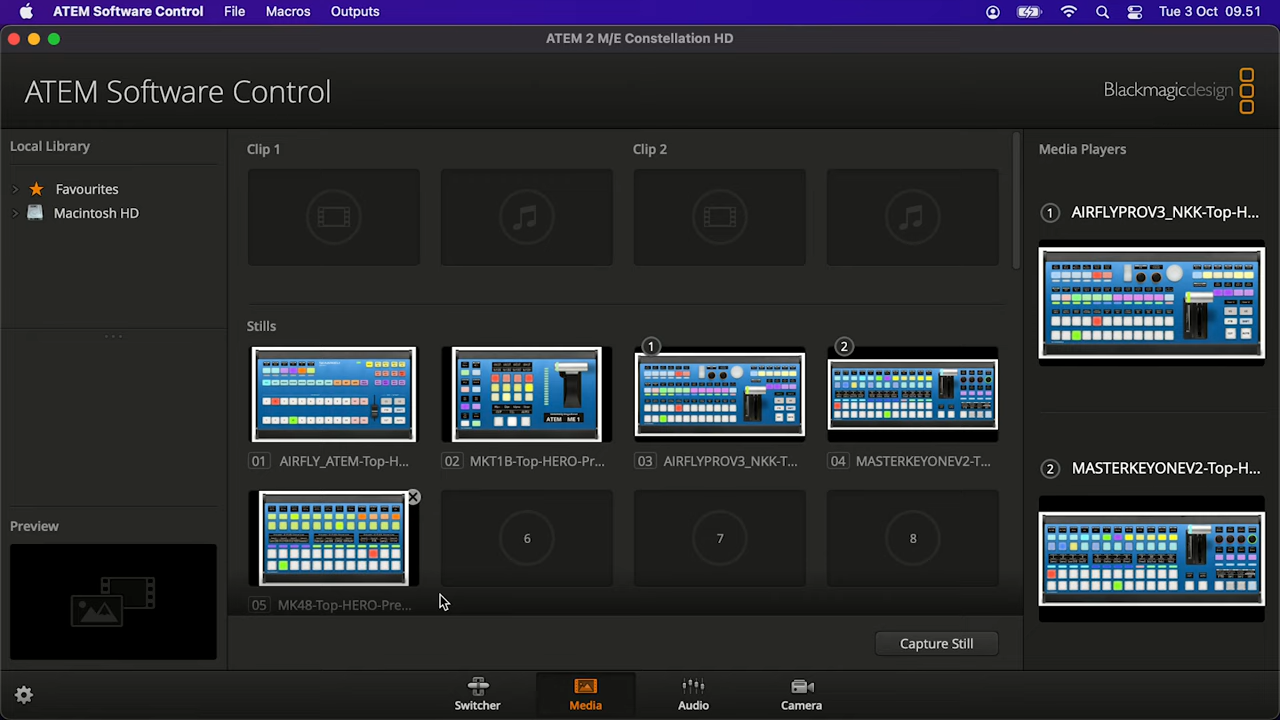 ATEM Software Control File Macros Outputs Tue 3 Oct 09.51
ATEM 2 M/E Constellation HD
ATEM Software Control
Blackmagicdesign
Local Library
Favourites
Macintosh HD
Preview
Clip 1
Clip 2
Stills
1
2
01 AIRFLY_ATEM-Top-H...
02 MKT1B-Top-HERO-Pr...
03 AIRFLYPROV3_NKK-T...
04 MASTERKEYONEV2-T...
6
7
8
05 MK48-Top-HERO-Pre...
Capture Still
Media Players
1 AIRFLYPROV3_NKK-Top-H...
2 MASTERKEYONEV2-Top-H...
Switcher
Media
Audio
Camera